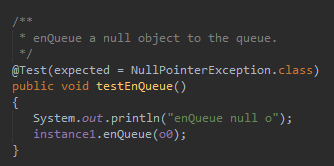 /**
 * enQueue a null object to the queue.
 */
@Test(expected = NullPointerException.class)
public void testEnQueue()
{
    System.out.println("enQueue null o");
    instance1.enQueue(o0);
}